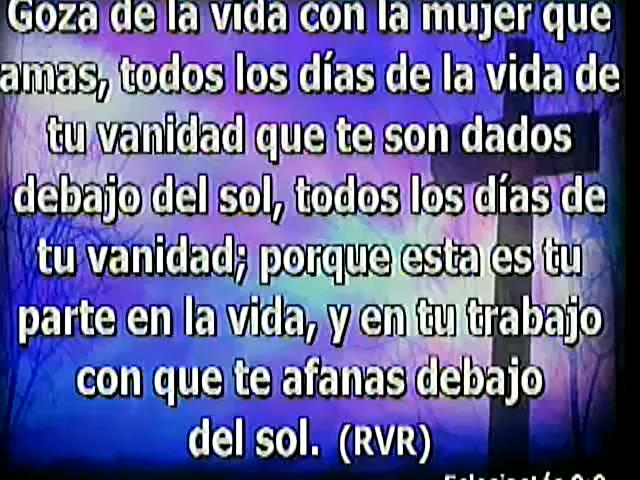 Goza de la vida con la mujer que
amas, todos los días de la vida de
tu vanidad que te son dados
debajo del sol, todos los días de
tu vanidad; porque esta es tu
parte en la vida, y en tu trabajo
con que te afanas debajo
del sol. (RVR)